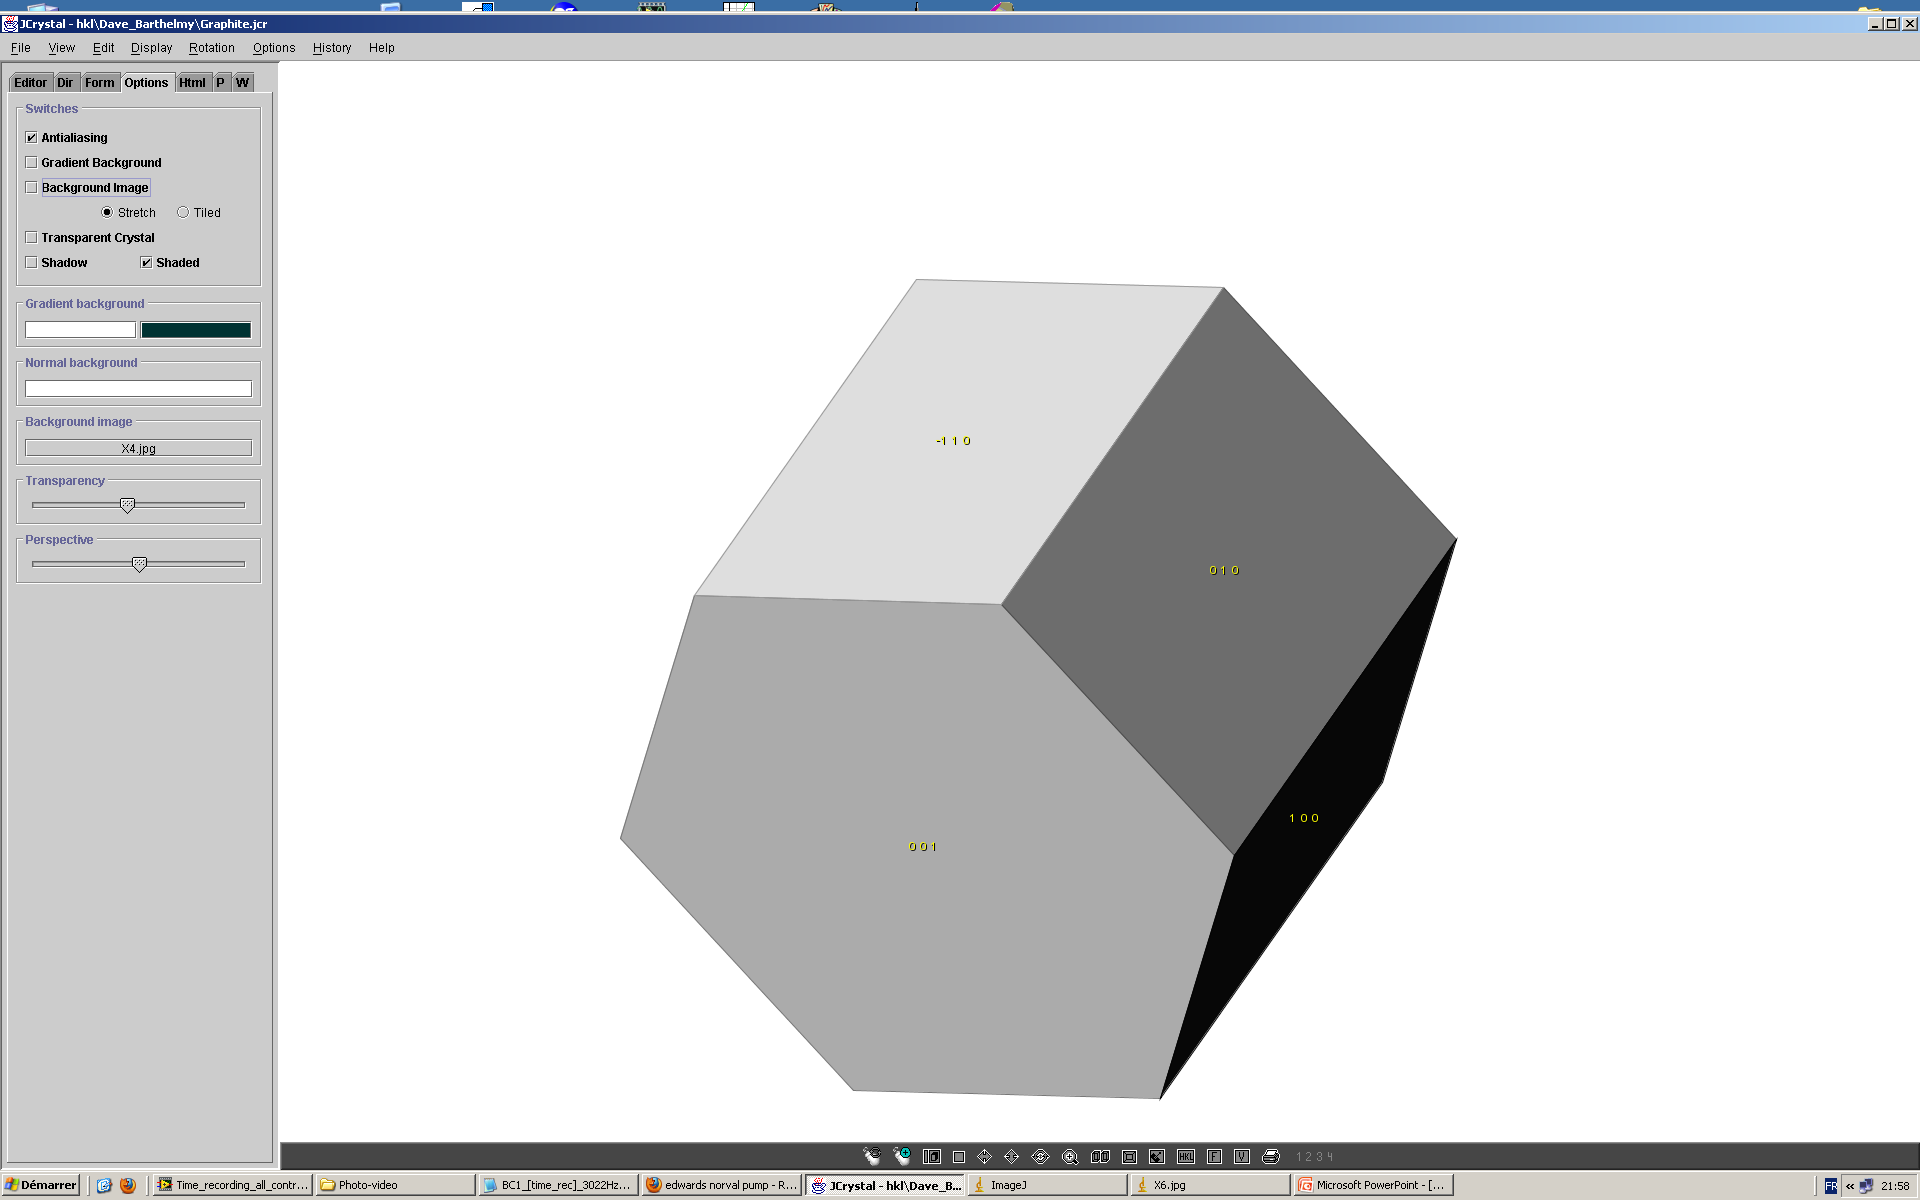 JCrystal - hkl\Dave_Barthelmy\Graphite.jcr
File View Edit Display Rotation Options History Help
Editor Dir Form Options Html P W
Switches
Antialiasing
Gradient Background
Background Image
Stretch Tiled
Transparent Crystal
Shadow Shaded
Gradient background
Normal background
Background image
X4.jpg
Transparency
Perspective
-1 1 0
0 1 0
1 0 0
0 0 1
HKL F V 1 2 3 4
Démarrer Time_recording_all_contr... Photo-video BC1_[time_rec]_3022Hz... edwards norval pump - R... JCrystal - hkl\Dave_B... ImageJ X6.jpg Microsoft PowerPoint - [... FR « 21:58